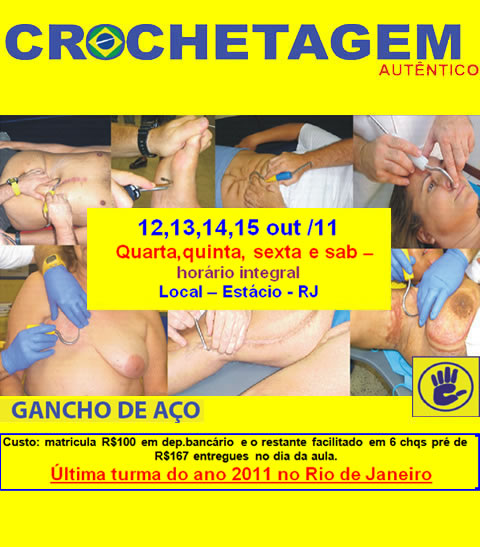 CROCHETAGEM
AUTÊNTICO
12,13,14,15 out /11
Quarta,quinta, sexta e sab –
horário integral
Local – Estácio - RJ
GANCHO DE AÇO
Custo: matricula R$100 em dep.bancário e o restante facilitado em 6 chqs pré de
R$167 entregues no dia da aula.
Última turma do ano 2011 no Rio de Janeiro